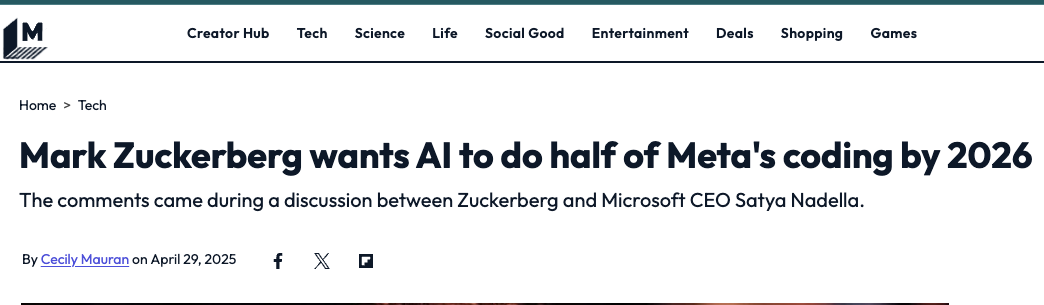 M
Creator Hub Tech Science Life Social Good Entertainment Deals Shopping Games
Home > Tech
Mark Zuckerberg wants AI to do half of Meta's coding by 2026
The comments came during a discussion between Zuckerberg and Microsoft CEO Satya Nadella.
By Cecily Mauran on April 29, 2025